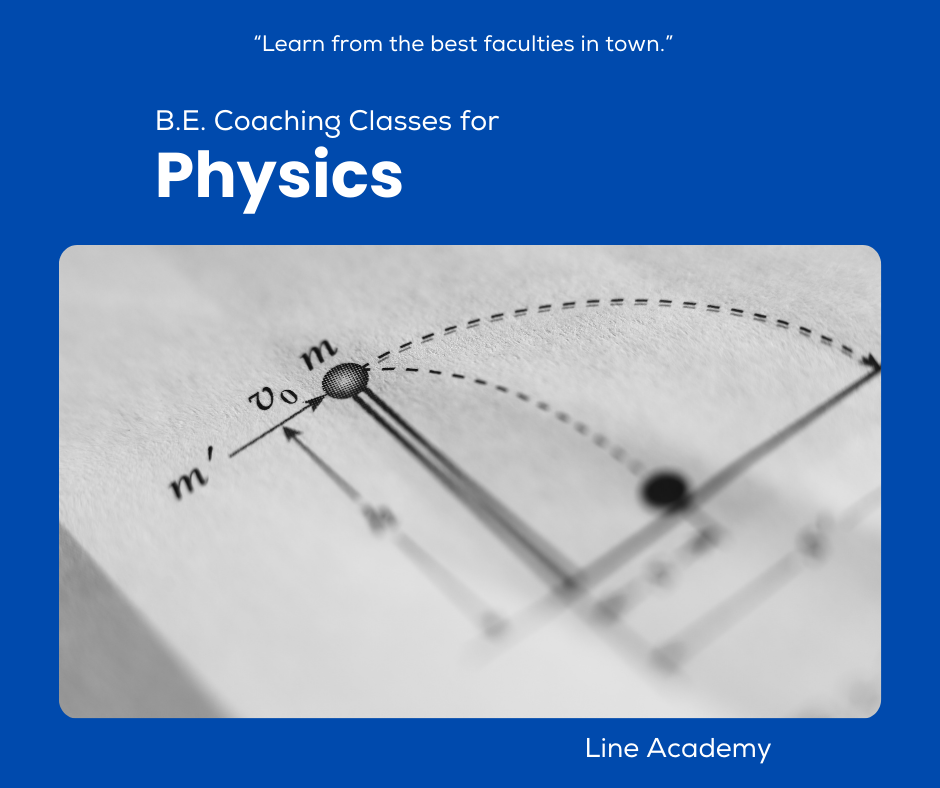 “Learn from the best faculties in town.”
B.E. Coaching Classes for
Physics
m
v₀
m′
h
Line Academy